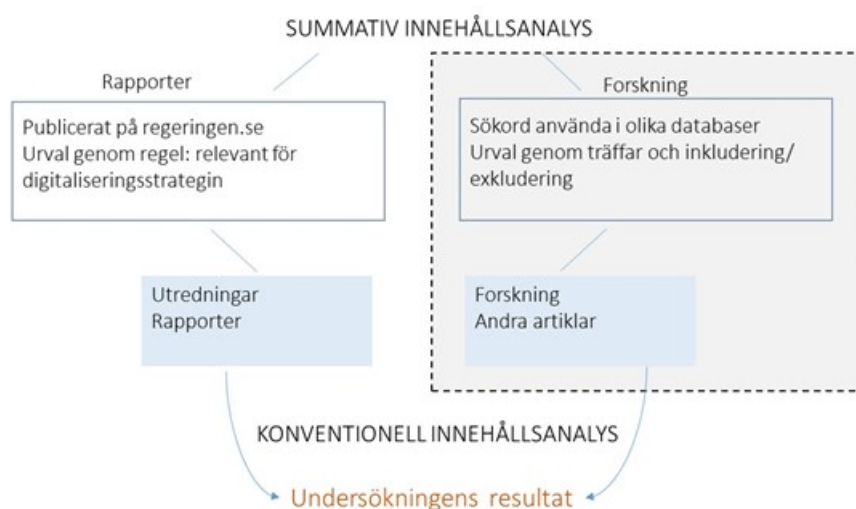 SUMMATIV INNEHÅLLSANALYS
Rapporter
Publicerat på regeringen.se
Urval genom regel: relevant för
digitaliseringsstrategin
Forskning
Sökord använda i olika databaser
Urval genom träffar och inkludering/
exkludering
Utredningar
Rapporter
Forskning
Andra artiklar
KONVENTIONELL INNEHÅLLSANALYS
Undersökningens resultat